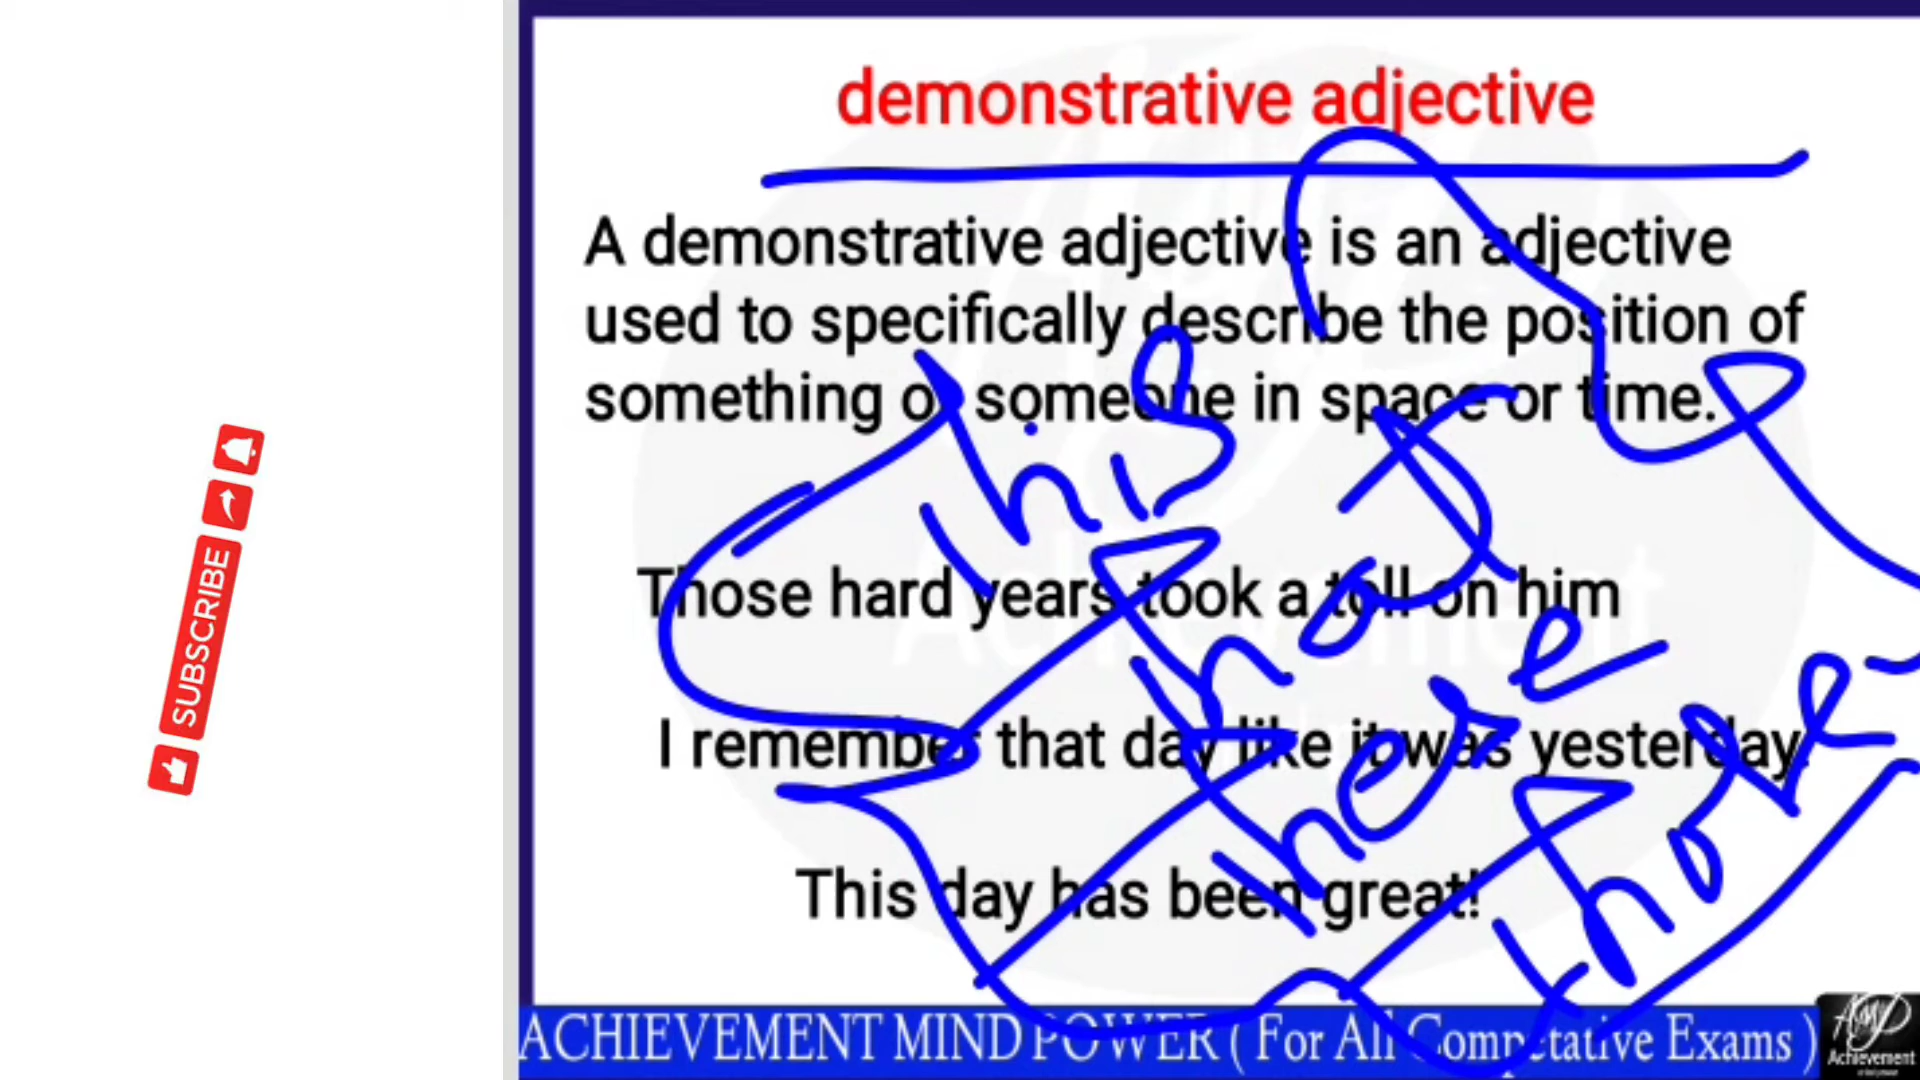 demonstrative adjective
A demonstrative adjective is an adjective
used to specifically describe the position of
something or someone in space or time.
this
that
these
those
Those hard years took a toll on him
I remember that day like it was yesterday.
This day has been great!
SUBSCRIBE
ACHIEVEMENT MIND POWER ( For All Competative Exams )
Achievement